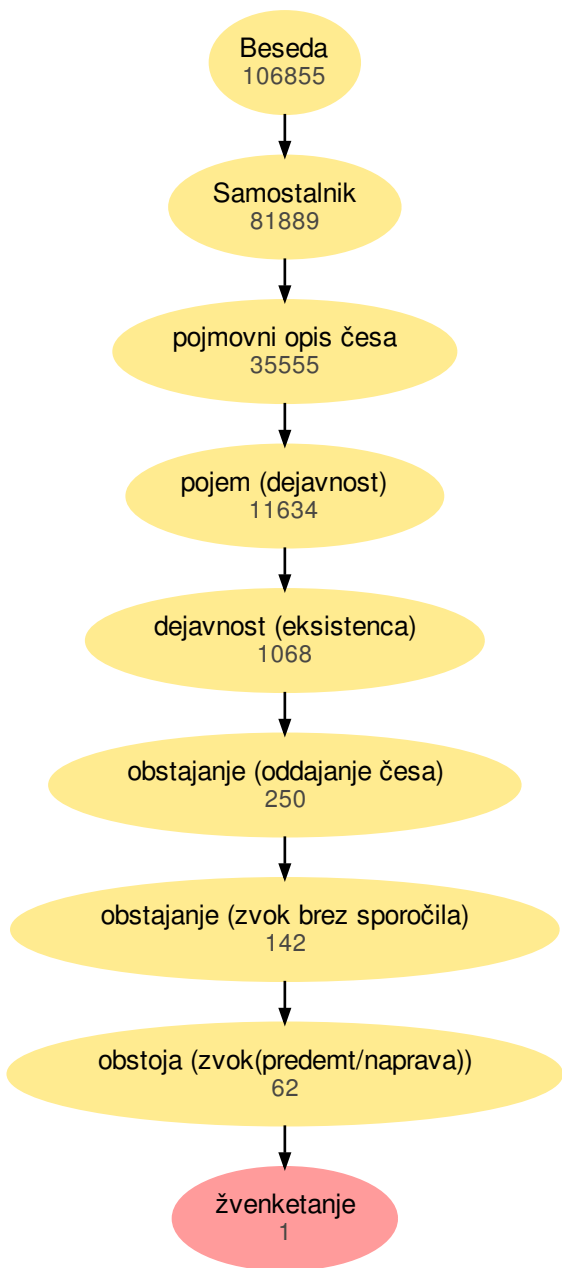 Beseda
106855
Samostalnik
81889
pojmovni opis česa
35555
pojem (dejavnost)
11634
dejavnost (eksistenca)
1068
obstajanje (oddajanje česa)
250
obstajanje (zvok brez sporočila)
142
obstoja (zvok(predemt/naprava))
62
žvenketanje
1